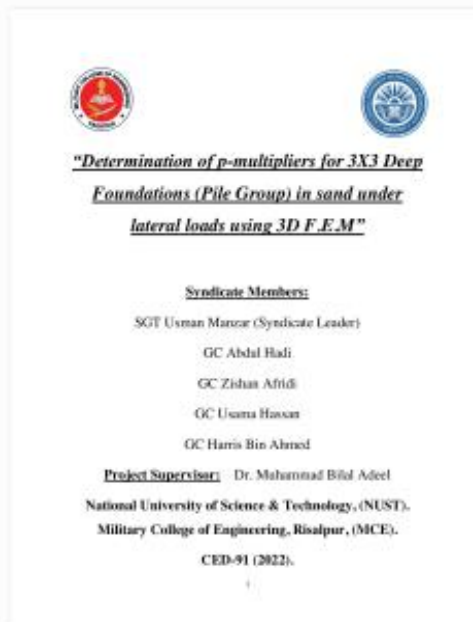 “Determination of p-multipliers for 3X3 Deep
Foundations (Pile Group) in sand under
lateral loads using 3D F.E.M”
Syndicate Members:
SGT Usman Manzar (Syndicate Leader)
GC Abdul Hadi
GC Zishan Afridi
GC Usama Hassan
GC Harris Bin Ahmed
Project Supervisor: Dr. Muhammad Bilal Adeel
National University of Science & Technology, (NUST).
Military College of Engineering, Risalpur, (MCE).
CED-91 (2022).